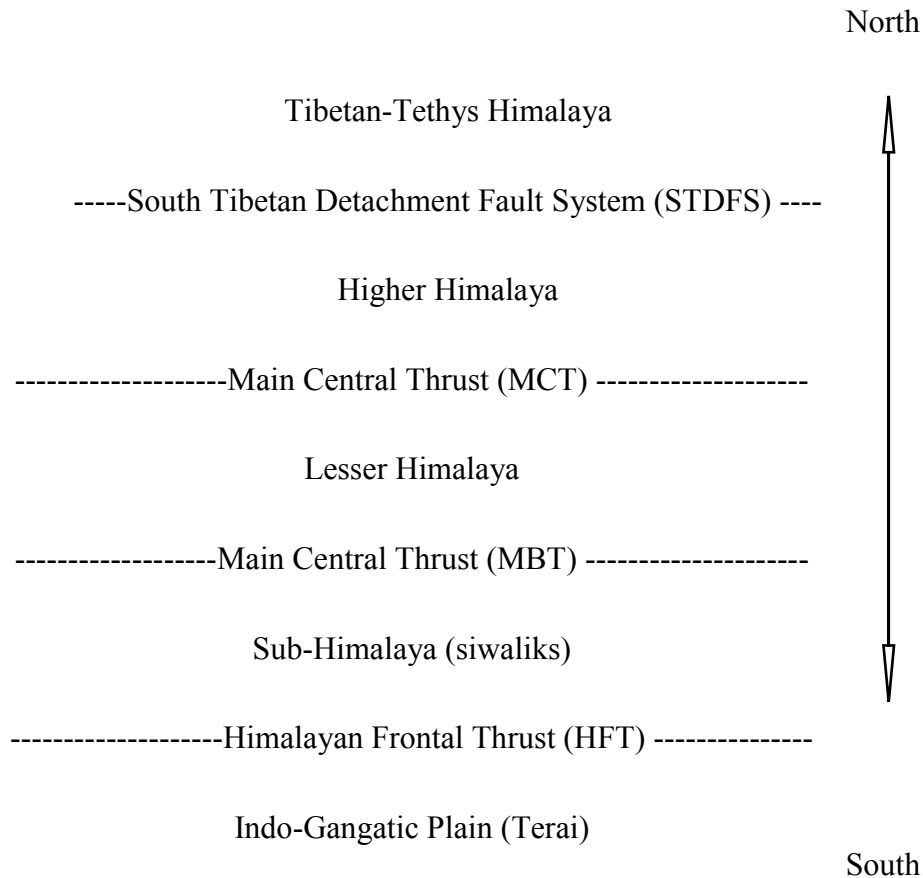 North
Tibetan-Tethys Himalaya
-----South Tibetan Detachment Fault System (STDFS) ----
Higher Himalaya
--------------------Main Central Thrust (MCT) --------------------
Lesser Himalaya
-------------------Main Central Thrust (MBT) ---------------------
Sub-Himalaya (siwaliks)
--------------------Himalayan Frontal Thrust (HFT) ---------------
Indo-Gangatic Plain (Terai)
South